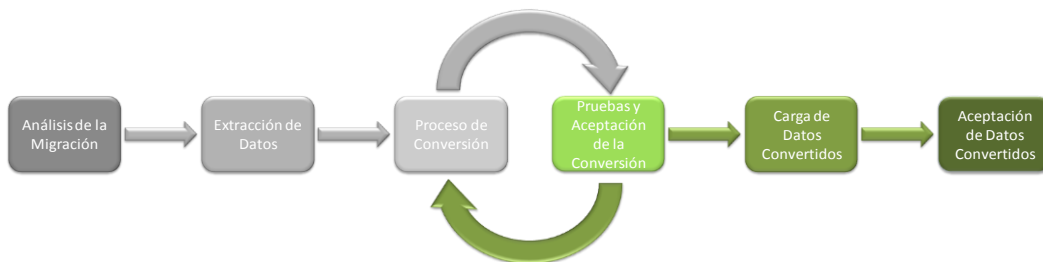 Análisis de la
Migración
Extracción de
Datos
Proceso de
Conversión
Pruebas y
Aceptación
de la
Conversión
Carga de
Datos
Convertidos
Aceptación
de Datos
Convertidos